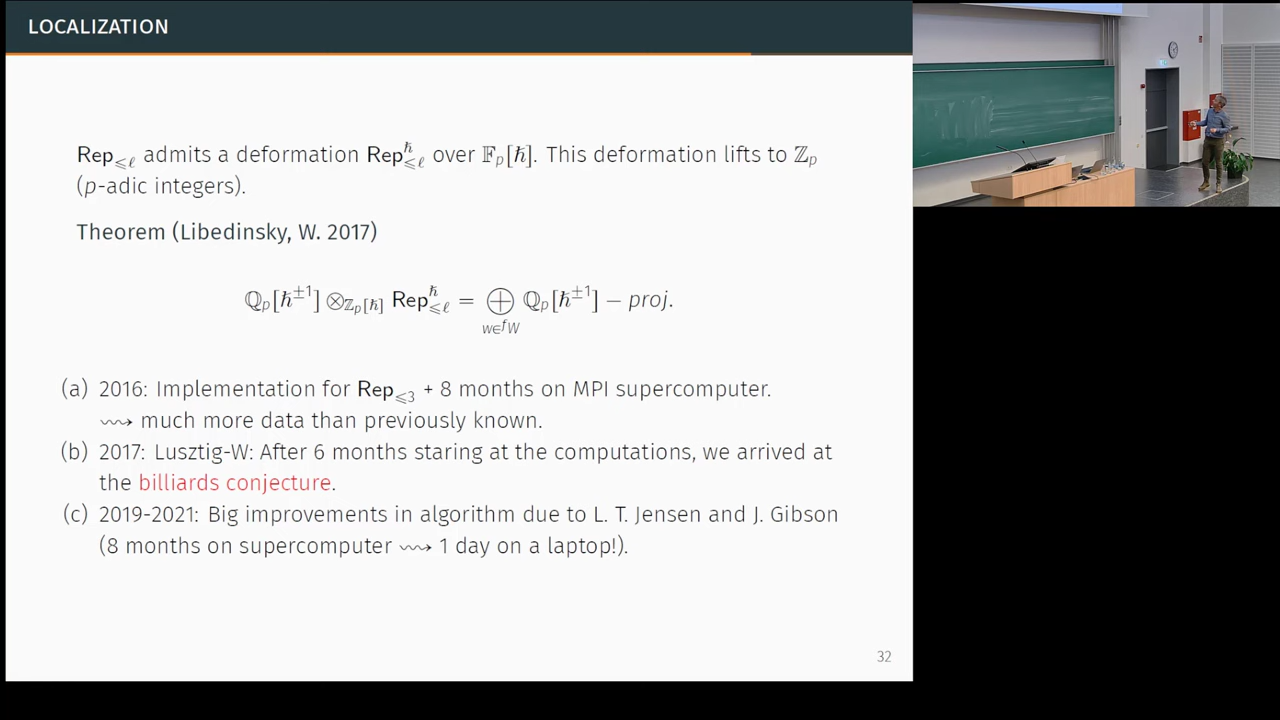 LOCALIZATION
Rep⩽ℓ admits a deformation Rep^ħ⩽ℓ over 𝔽p[ħ]. This deformation lifts to ℤp
(p-adic integers).
Theorem (Libedinsky, W. 2017)
ℚp[ħ^±1] ⊗ℤp[ħ] Rep^ħ⩽ℓ = ⊕w∈^fW ℚp[ħ^±1] − proj.
(a) 2016: Implementation for Rep⩽3 + 8 months on MPI supercomputer.
⇝ much more data than previously known.
(b) 2017: Lusztig-W: After 6 months staring at the computations, we arrived at
the billiards conjecture.
(c) 2019-2021: Big improvements in algorithm due to L. T. Jensen and J. Gibson
(8 months on supercomputer ⇝ 1 day on a laptop!).
32